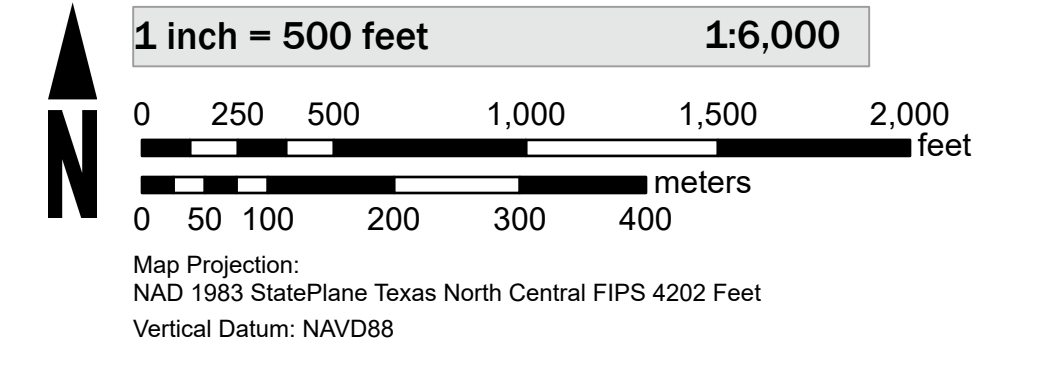 1 inch = 500 feet 1:6,000
0 250 500 1,000 1,500 2,000
feet
meters
0 50 100 200 300 400
N
Map Projection:
NAD 1983 StatePlane Texas North Central FIPS 4202 Feet
Vertical Datum: NAVD88